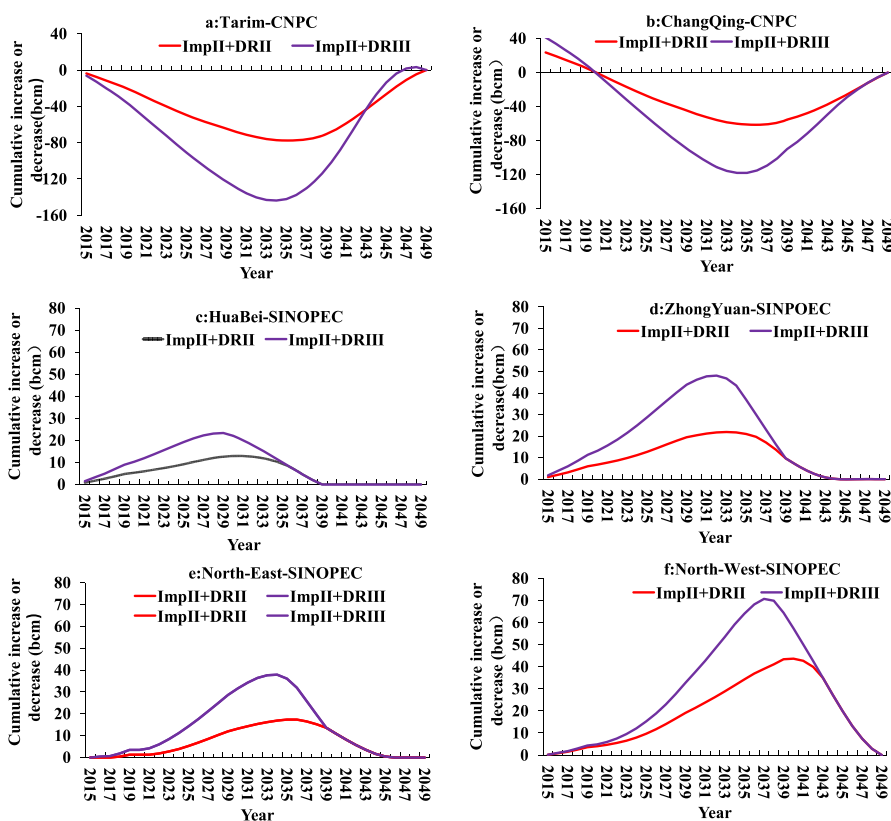 a:Tarim-CNPC
ImpII+DRII ImpII+DRIII
Cumulative increase or
decrease(bcm)
40
0
-40
-80
-120
-160
2015 2017 2019 2021 2023 2025 2027 2029 2031 2033 2035 2037 2039 2041 2043 2045 2047 2049
Year
b:ChangQing-CNPC
ImpII+DRII ImpII+DRIII
Cumulative increase or
decrease (bcm)
40
0
-40
-80
-120
-160
2015 2017 2019 2021 2023 2025 2027 2029 2031 2033 2035 2037 2039 2041 2043 2045 2047 2049
Year
c:HuaBei-SINOPEC
ImpII+DRII ImpII+DRIII
Cumulative increase or
decrease (bcm)
80
70
60
50
40
30
20
10
0
2015 2017 2019 2021 2023 2025 2027 2029 2031 2033 2035 2037 2039 2041 2043 2045 2047 2049
Year
d:ZhongYuan-SINPOEC
ImpII+DRII ImpII+DRIII
Cumulative increase or
decrease(bcm)
80
70
60
50
40
30
20
10
0
2015 2017 2019 2021 2023 2025 2027 2029 2031 2033 2035 2037 2039 2041 2043 2045 2047 2049
Year
e:North-East-SINOPEC
ImpII+DRII ImpII+DRIII
ImpII+DRII ImpII+DRIII
Cumulative increase or
decrease (bcm)
80
70
60
50
40
30
20
10
0
2015 2017 2019 2021 2023 2025 2027 2029 2031 2033 2035 2037 2039 2041 2043 2045 2047 2049
Year
f:North-West-SINOPEC
ImpII+DRII ImpII+DRIII
Cumulative increase or
decrease (bcm)
80
70
60
50
40
30
20
10
0
2015 2017 2019 2021 2023 2025 2027 2029 2031 2033 2035 2037 2039 2041 2043 2045 2047 2049
Year